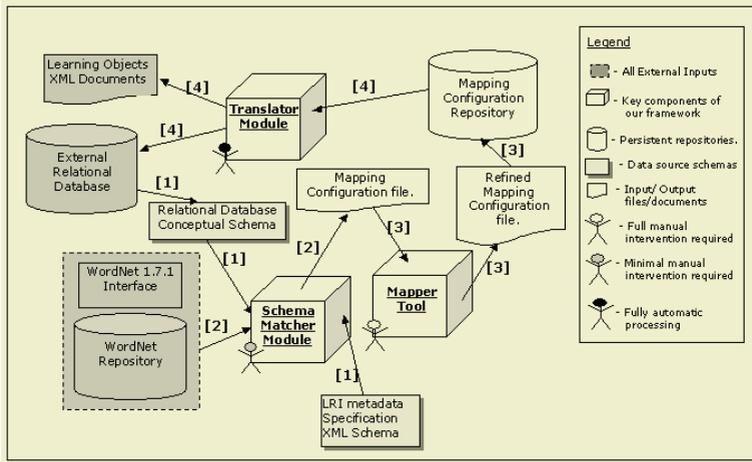 Learning Objects
XML Documents
[4]
Translator
Module
[4]
Mapping
Configuration
Repository
[4]
External
Relational
Database
[1]
Relational Database
Conceptual Schema
[1]
Mapping
Configuration file.
[3]
Refined
Mapping
Configuration
file.
[3]
[2]
[3]
WordNet 1.7.1
Interface
WordNet
Repository
[2]
Schema
Matcher
Module
Mapper
Tool
[1]
LRI metadata
Specification
XML Schema
Legend
- All External Inputs
- Key components of
our framework
- Persistent repositories.
- Data source schemas
- Input/ Output
files/documents
- Full manual
intervention required
- Minimal manual
intervention required
- Fully automatic
processing